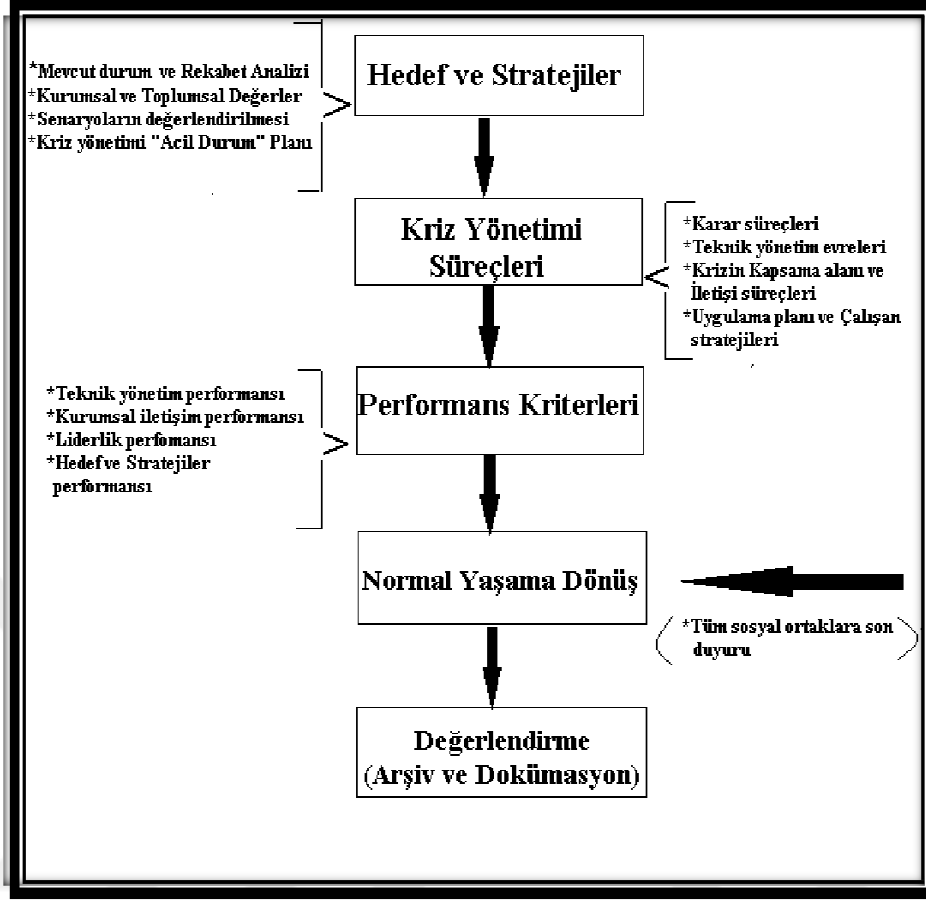 *Mevcut durum ve Rekabet Analizi
*Kurumsal ve Toplumsal Değerler
*Senaryoların değerlendirilmesi
*Kriz yönetimi "Acil Durum" Planı
Hedef ve Stratejiler
Kriz Yönetimi
Süreçleri
*Karar süreçleri
*Teknik yönetim evreleri
*Krizin Kapsama alanı ve
İletişi süreçleri
*Uygulama planı ve Çalışan
stratejileri
*Teknik yönetim performansı
*Kurumsal iletişim performansı
*Liderlik perfomansı
*Hedef ve Stratejiler
performansı
Performans Kriterleri
Normal Yaşama Dönüş
*Tüm sosyal ortaklara son
duyuru
Değerlendirme
(Arşiv ve Dokümasyon)